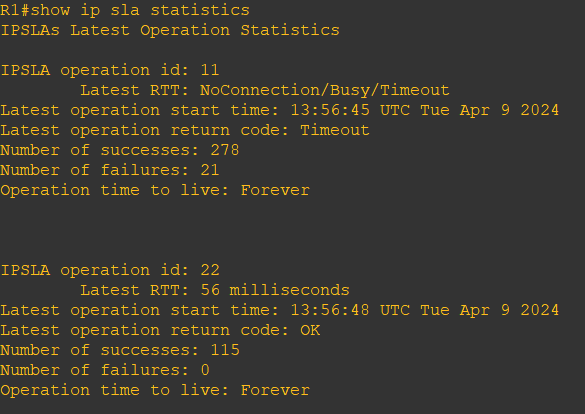 R1#show ip sla statistics
IPSLAs Latest Operation Statistics
IPSLA operation id: 11
Latest RTT: NoConnection/Busy/Timeout
Latest operation start time: 13:56:45 UTC Tue Apr 9 2024
Latest operation return code: Timeout
Number of successes: 278
Number of failures: 21
Operation time to live: Forever
IPSLA operation id: 22
Latest RTT: 56 milliseconds
Latest operation start time: 13:56:48 UTC Tue Apr 9 2024
Latest operation return code: OK
Number of successes: 115
Number of failures: 0
Operation time to live: Forever